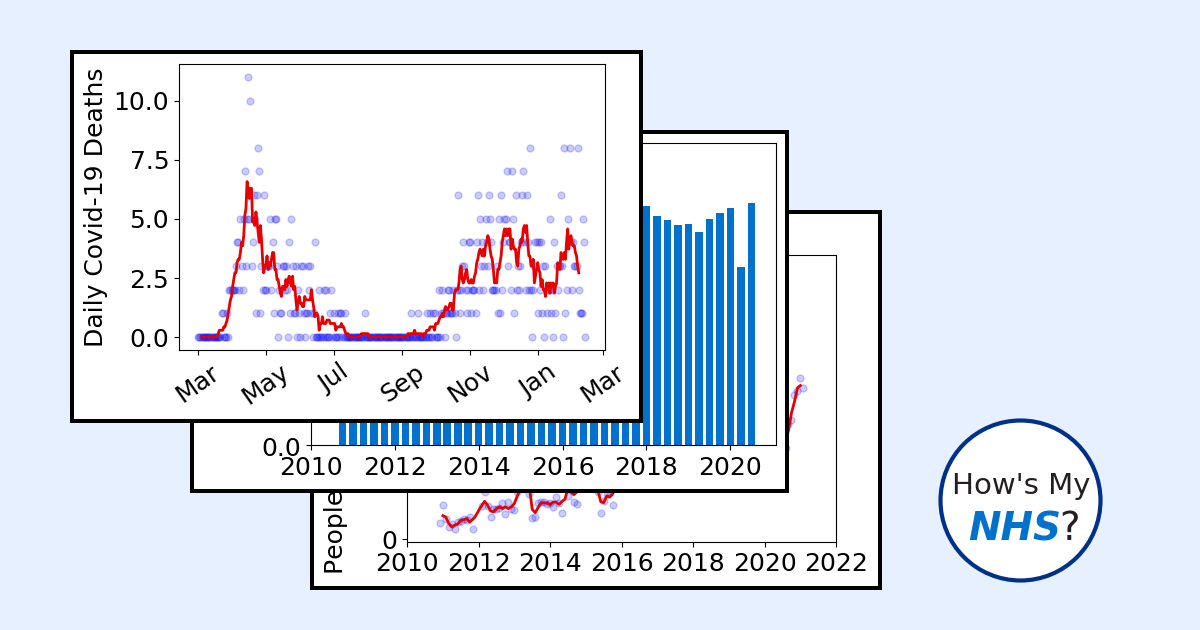 Daily Covid-19 Deaths
10.0
7.5
5.0
2.5
0.0
Mar May Jul Sep Nov Jan Mar
0.0
2010 2012 2014 2016 2018 2020
People
0
2010 2012 2014 2016 2018 2020 2022
How's My
NHS?